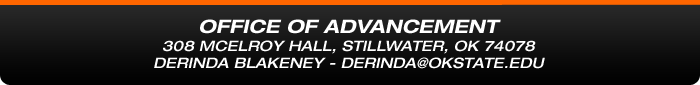 OFFICE OF ADVANCEMENT
308 MCELROY HALL, STILLWATER, OK 74078
DERINDA BLAKENEY - DERINDA@OKSTATE.EDU